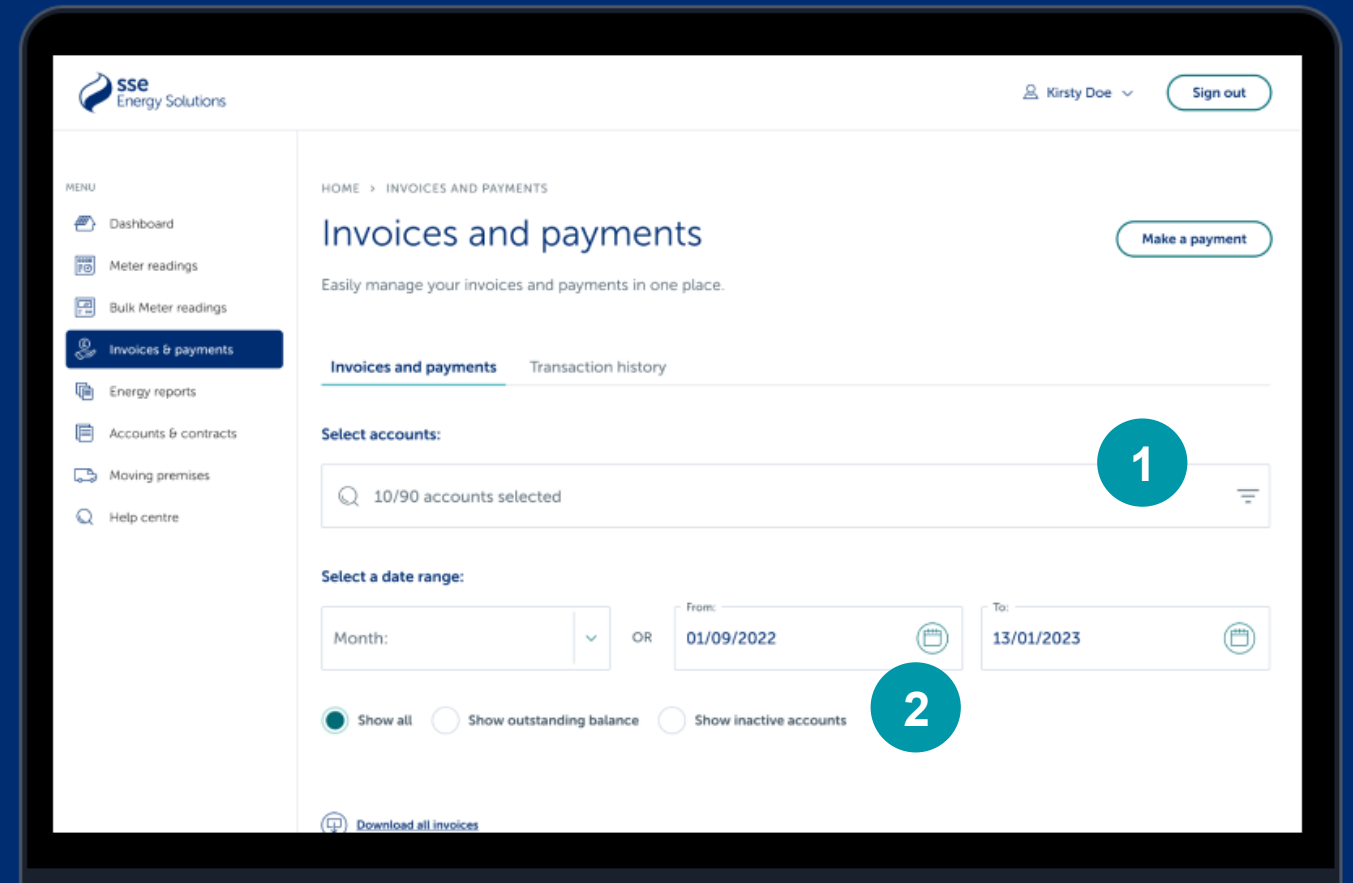 sse
Energy Solutions
Kirsty Doe
Sign out
MENU
Dashboard
Meter readings
Bulk Meter readings
Invoices & payments
Energy reports
Accounts & contracts
Moving premises
Help centre
HOME > INVOICES AND PAYMENTS
Invoices and payments
Make a payment
Easily manage your invoices and payments in one place.
Invoices and payments Transaction history
Select accounts:
1
10/90 accounts selected
Select a date range:
Month:
OR
From:
01/09/2022
To:
13/01/2023
2
Show all Show outstanding balance Show inactive accounts
Download all invoices